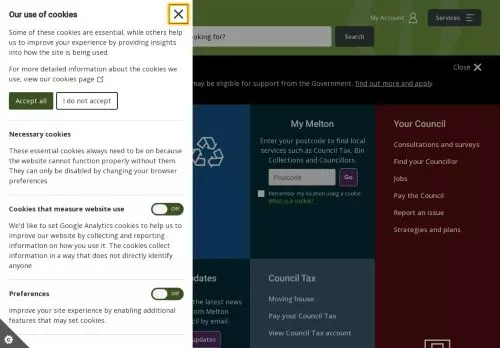 Our use of cookies
Some of these cookies are essential, while others help
us to improve your experience by providing insights
into how the site is being used.
For more detailed information about the cookies we
use, view our cookies page
Accept all
I do not accept
Necessary cookies
These essential cookies always need to be on because
the website cannot function properly without them.
They can only be disabled by changing your browser
preferences
Cookies that measure website use
Off
We'd like to set Google Analytics cookies to help us to
improve our website by collecting and reporting
information on how you use it. The cookies collect
information in a way that does not directly identify
anyone
Preferences
Off
Improve your site experience by enabling additional
features that may set cookies.
My Account
Services
king for?
Search
Close
may be eligible for support from the Government. find out more and apply
My Melton
Enter your postcode to find local
services such as Council Tax, Bin
Collections and Councillors.
Postcode
Go
Remember my location using a cookie.
What is a cookie?
Your Council
Consultations and surveys
Find your Councillor
Jobs
Pay the Council
Report an issue
Strategies and plans
pdates
the latest news
from Melton
uncil by email.
updates
Council Tax
Moving house
Pay your Council Tax
View Council Tax account